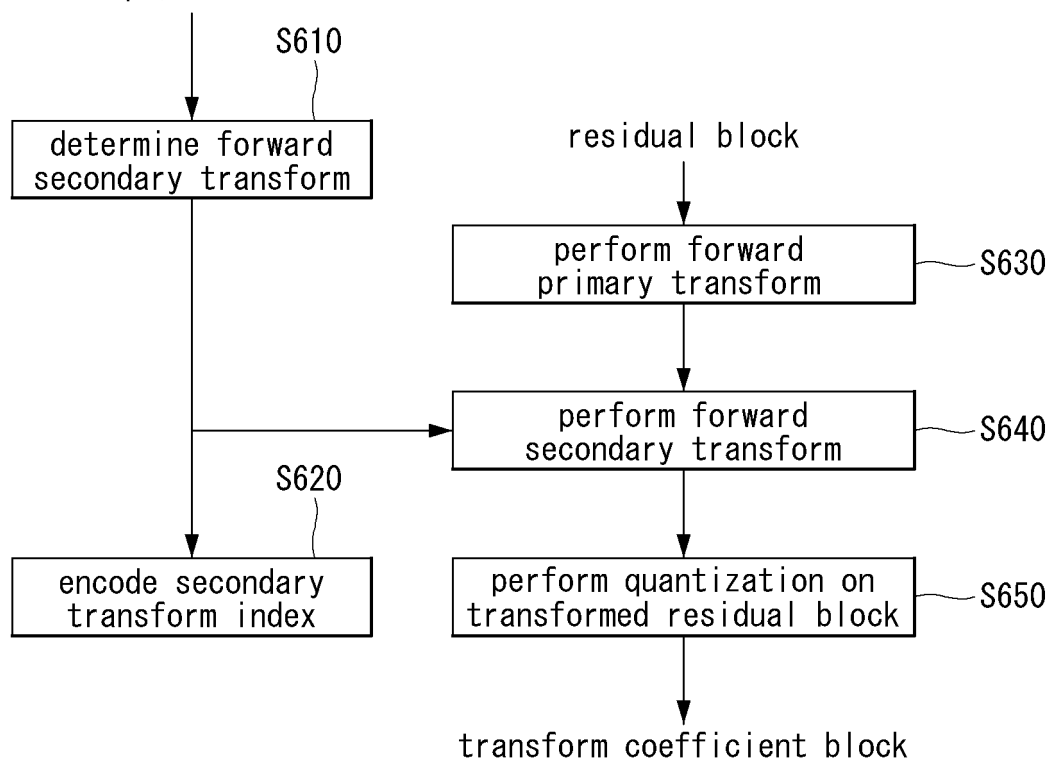 S610
determine forward
secondary transform
residual block
perform forward
primary transform
S630
perform forward
secondary transform
S640
S620
encode secondary
transform index
perform quantization on
transformed residual block
S650
transform coefficient block